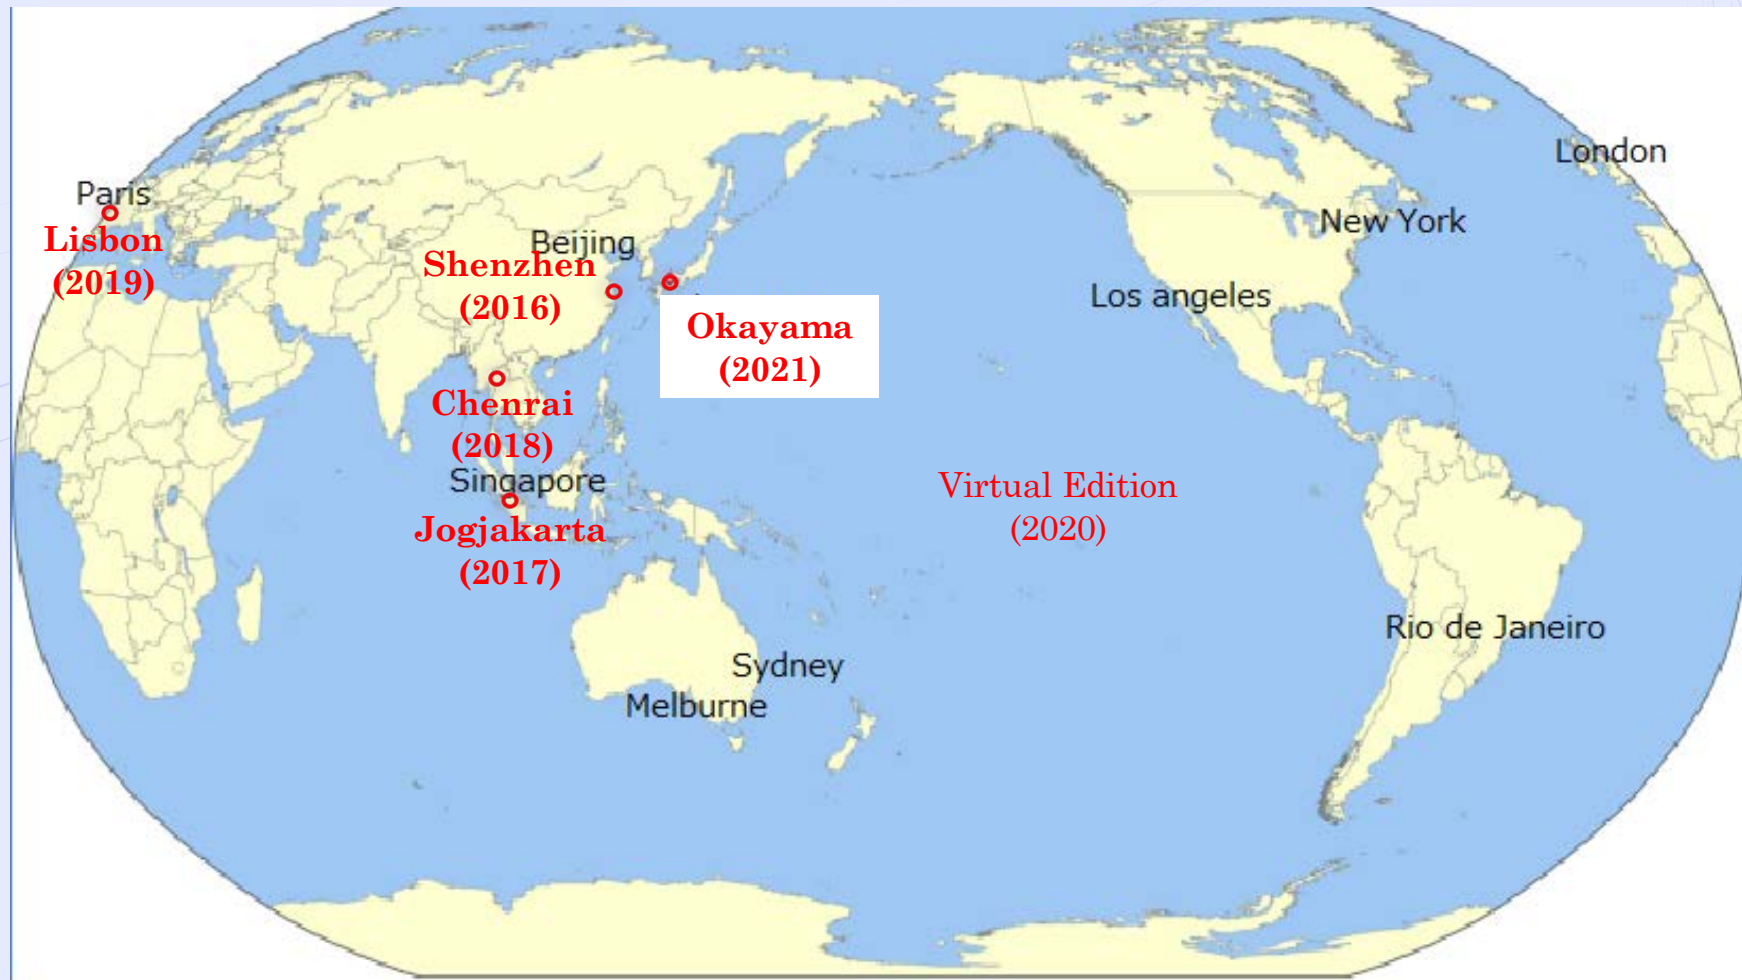 London
Paris
New York
Lisbon
(2019)
Beijing
Shenzhen
(2016)
Los angeles
Okayama
(2021)
Chenrai
(2018)
Singapore
Jogjakarta
(2017)
Virtual Edition
(2020)
Rio de Janeiro
Sydney
Melburne